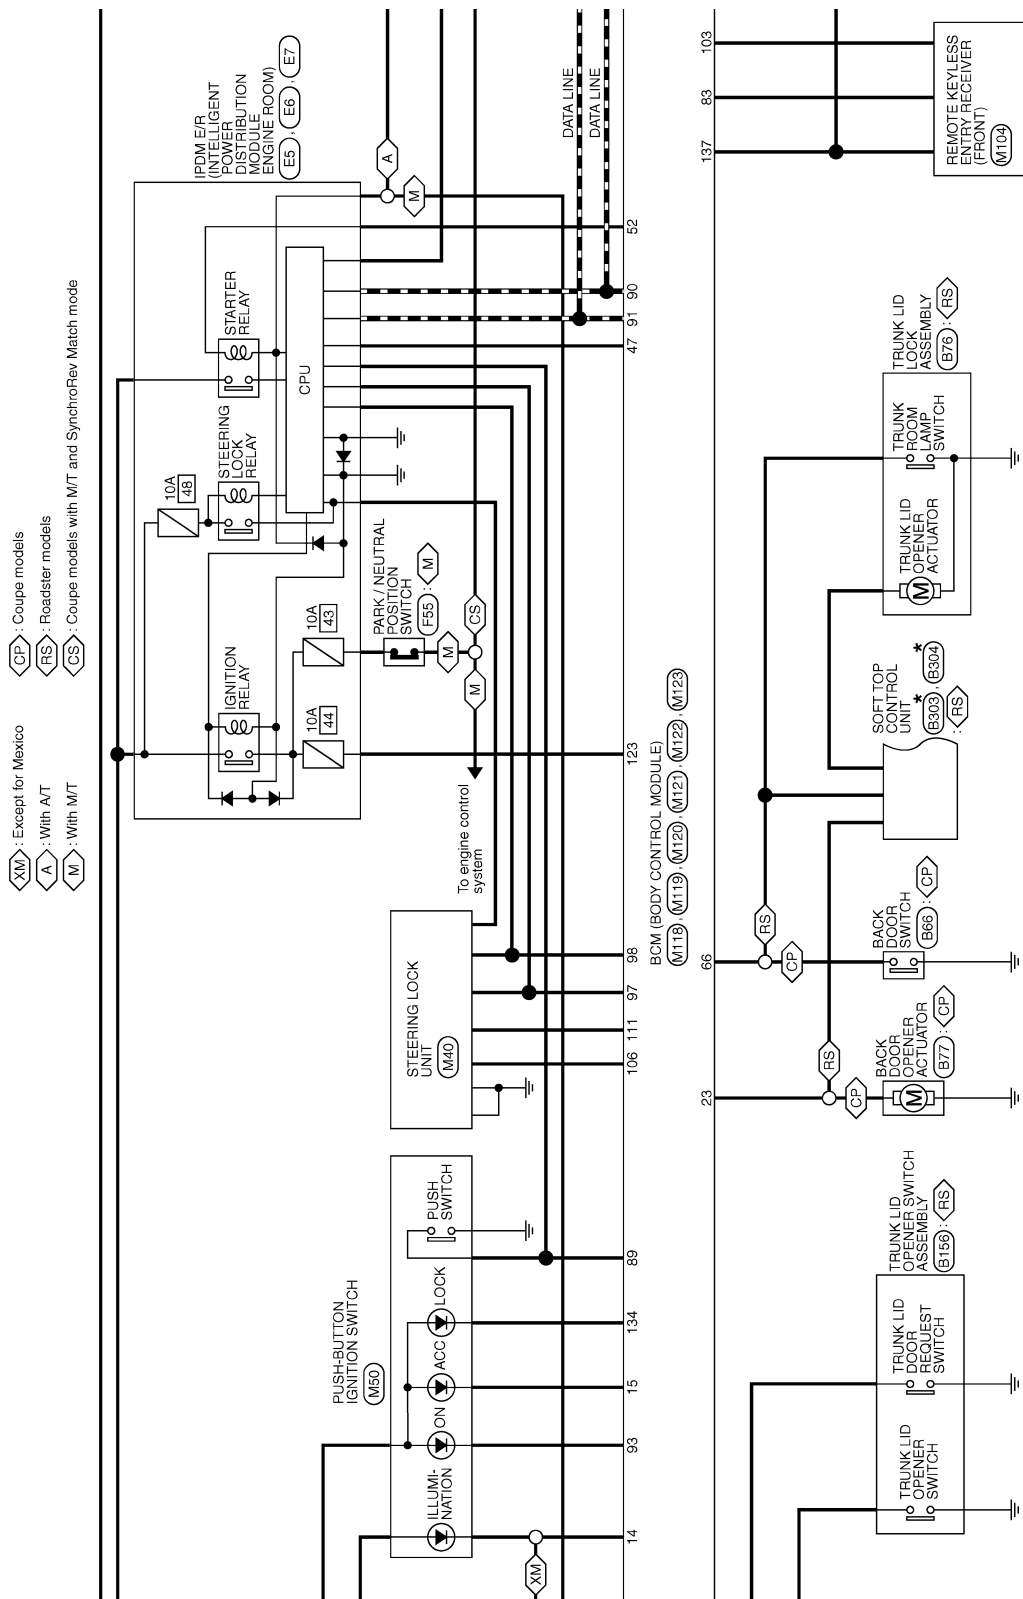 XM : Except for Mexico
A : With A/T
M : With M/T
CP : Coupe models
RS : Roadster models
CS : Coupe models with M/T and SynchroRev Match mode
IPDM E/R
(INTELLIGENT
POWER
DISTRIBUTION
MODULE
ENGINE ROOM)
E5 , E6 , E7
IGNITION
RELAY
10A
44
10A
43
10A
48
STEERING
LOCK
RELAY
STARTER
RELAY
CPU
A
M
DATA LINE
DATA LINE
PARK / NEUTRAL
POSITION
SWITCH
F55 : M
M
M
CS
To engine control
system
PUSH-BUTTON
IGNITION SWITCH
M50
ILLUMI-
NATION
ON
ACC
LOCK
PUSH
SWITCH
STEERING LOCK
UNIT
M40
XM
14
93
15
134
89
106
111
97
98
123
47
91
90
52
BCM (BODY CONTROL MODULE)
M118 , M119 , M120 , M121 , M122 , M123
23
66
137
83
103
TRUNK LID
OPENER SWITCH
ASSEMBLY
B156 : RS
TRUNK LID
OPENER
SWITCH
TRUNK LID
DOOR
REQUEST
SWITCH
RS
CP
BACK
DOOR
OPENER
ACTUATOR
B77 : CP
M
RS
CP
BACK
DOOR
SWITCH
B66 : CP
SOFT TOP
CONTROL
UNIT
B303* , B304*
: RS
TRUNK LID
LOCK
ASSEMBLY
B76 : RS
TRUNK LID
OPENER
ACTUATOR
M
TRUNK
ROOM
LAMP
SWITCH
REMOTE KEYLESS
ENTRY RECEIVER
(FRONT)
M104